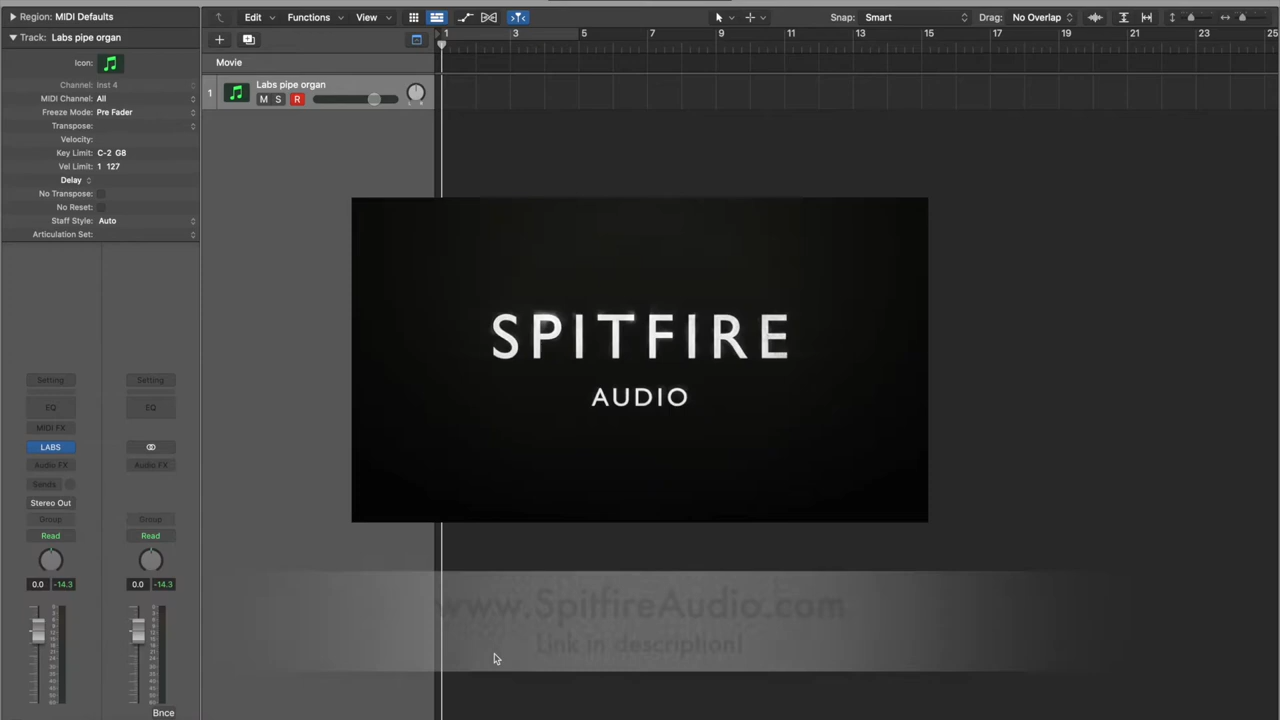 Region: MIDI Defaults
Edit Functions View Snap: Smart Drag: No Overlap
Track: Labs pipe organ
1 3 5 7 9 11 13 15 17 19 21 23 25
Icon:
Movie
Channel: Inst 4
MIDI Channel: All
Freeze Mode: Pre Fader
Transpose:
Velocity:
Key Limit: C-2 G8
Vel Limit: 1 127
Delay
No Transpose:
No Reset:
Staff Style: Auto
Articulation Set:
1 Labs pipe organ
M S R
L R
SPITFIRE
AUDIO
Setting Setting
EQ EQ
MIDI FX
LABS
Audio FX Audio FX
Sends
Stereo Out
Group Group
Read Read
0.0 -14.3 0.0 -14.3
Bnce
www.SpitfireAudio.com
Link in description!